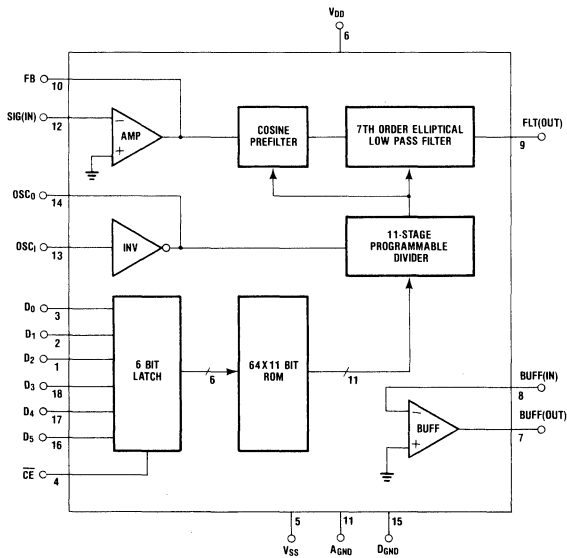 VDD
6
FB
10
SIG(IN)
12
AMP
COSINE
PREFILTER
7TH ORDER ELLIPTICAL
LOW PASS FILTER
FLT(OUT)
9
OSCO
14
OSCI
13
INV
11-STAGE
PROGRAMMABLE
DIVIDER
D0
3
D1
2
D2
1
D3
18
D4
17
D5
16
6 BIT
LATCH
6
64X11 BIT
ROM
11
BUFF(IN)
8
BUFF
BUFF(OUT)
7
CE
4
5
VSS
11
AGND
15
DGND